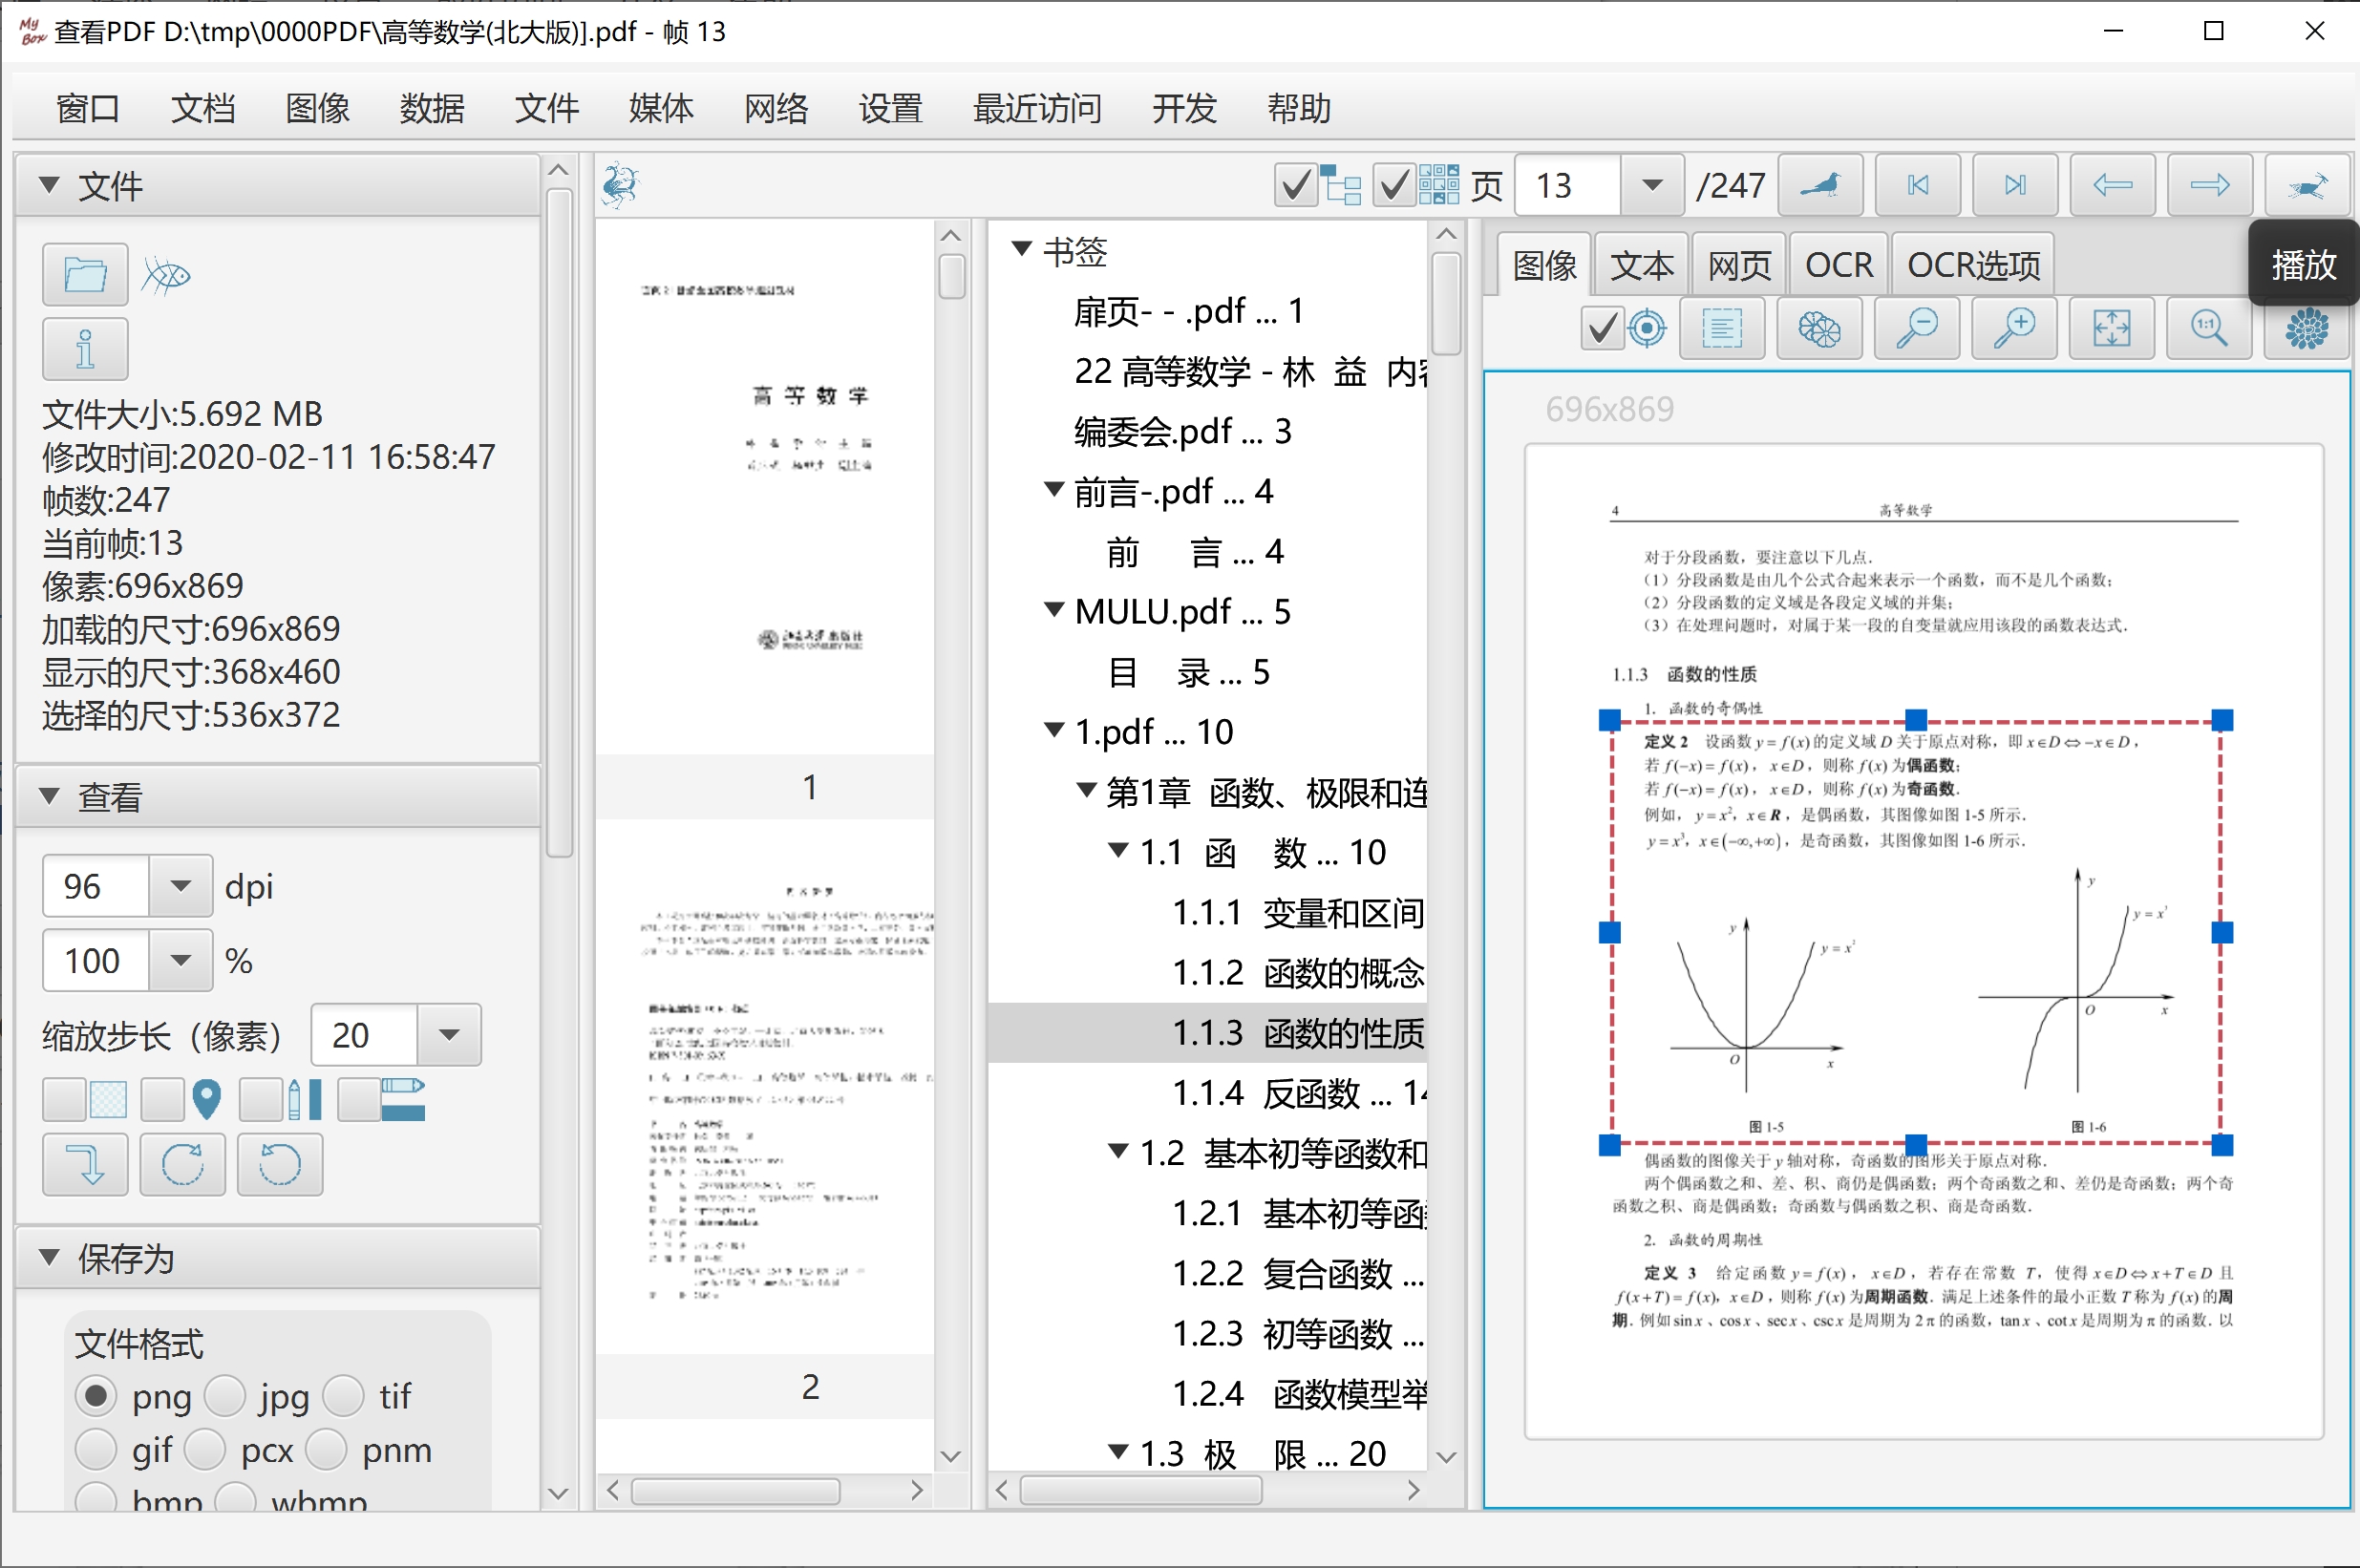 My Box 查看PDF D:\tmp\0000PDF\高等数学(北大版)].pdf - 帧 13
窗口 文档 图像 数据 文件 媒体 网络 设置 最近访问 开发 帮助
文件
文件大小:5.692 MB
修改时间:2020-02-11 16:58:47
帧数:247
当前帧:13
像素:696x869
加载的尺寸:696x869
显示的尺寸:368x460
选择的尺寸:536x372
查看
96 dpi
100 %
缩放步长（像素） 20
保存为
文件格式
png jpg tif
gif pcx pnm
bmp wbmp
页 13 /247
高 等 数 学
1
2
书签
扉页- - .pdf ... 1
22 高等数学 - 林 益 内容
编委会.pdf ... 3
前言-.pdf ... 4
前 言 ... 4
MULU.pdf ... 5
目 录 ... 5
1.pdf ... 10
第1章 函数、极限和连
1.1 函 数 ... 10
1.1.1 变量和区间
1.1.2 函数的概念
1.1.3 函数的性质
1.1.4 反函数 ... 14
1.2 基本初等函数和
1.2.1 基本初等函
1.2.2 复合函数 ...
1.2.3 初等函数 ...
1.2.4 函数模型举
1.3 极 限 ... 20
图像 文本 网页 OCR OCR选项
播放
1:1
696x869
4 高等数学
对于分段函数，要注意以下几点．
（1）分段函数是由几个公式合起来表示一个函数，而不是几个函数；
（2）分段函数的定义域是各段定义域的并集；
（3）在处理问题时，对属于某一段的自变量就应用该段的函数表达式．
1.1.3 函数的性质
1. 函数的奇偶性
定义 2 设函数 y = f(x) 的定义域 D 关于原点对称，即 x∈D⇔−x∈D，
若 f(−x) = f(x)，x∈D，则称 f(x) 为偶函数；
若 f(−x) = f(x)，x∈D，则称 f(x) 为奇函数．
例如，y = x²，x∈R，是偶函数，其图像如图 1-5 所示．
y = x³，x∈(−∞,+∞)，是奇函数，其图像如图 1-6 所示．
y y = x² O x
y y = x³ O x
图 1-5 图 1-6
偶函数的图像关于 y 轴对称，奇函数的图形关于原点对称．
两个偶函数之和、差、积、商仍是偶函数；两个奇函数之和、差仍是奇函数；两个奇
函数之积、商是偶函数；奇函数与偶函数之积、商是奇函数．
2. 函数的周期性
定义 3 给定函数 y = f(x)，x∈D，若存在常数 T，使得 x∈D⇔x+T∈D 且
f(x+T) = f(x)，x∈D，则称 f(x) 为周期函数．满足上述条件的最小正数 T 称为 f(x) 的周
期．例如 sin x、cos x、sec x、csc x 是周期为 2π 的函数，tan x、cot x 是周期为 π 的函数．以